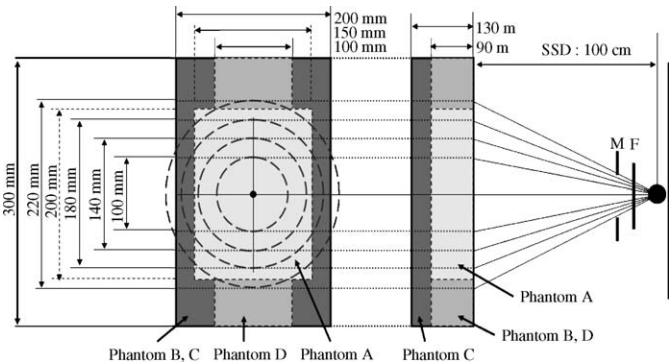 200 mm
150 mm
100 mm
130 m
90 m
SSD : 100 cm
M F
300 mm
220 mm
200 mm
180 mm
140 mm
100 mm
Phantom A
Phantom B, D
Phantom B, C Phantom D Phantom A Phantom C